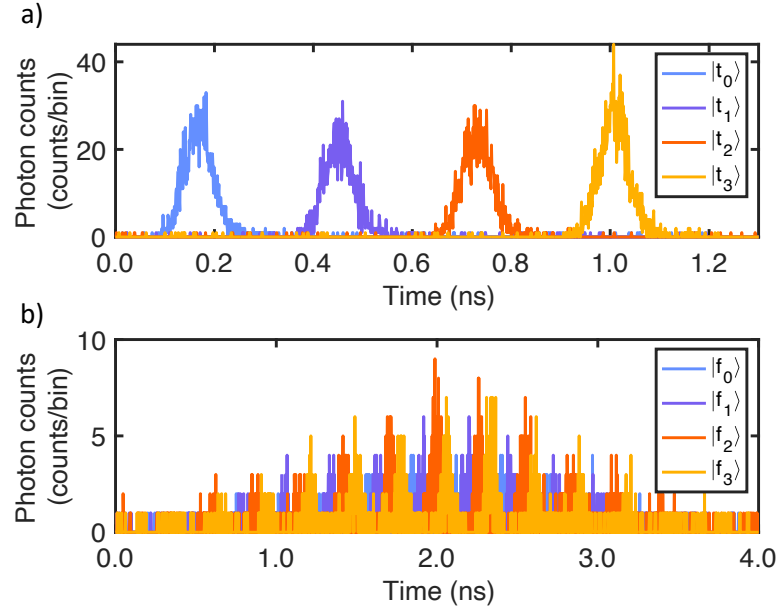 a)
Photon counts
(counts/bin)
40
20
0
|t₀⟩
|t₁⟩
|t₂⟩
|t₃⟩
0.0 0.2 0.4 0.6 0.8 1.0 1.2
Time (ns)
b)
Photon counts
(counts/bin)
10
5
0
|f₀⟩
|f₁⟩
|f₂⟩
|f₃⟩
0.0 1.0 2.0 3.0 4.0
Time (ns)